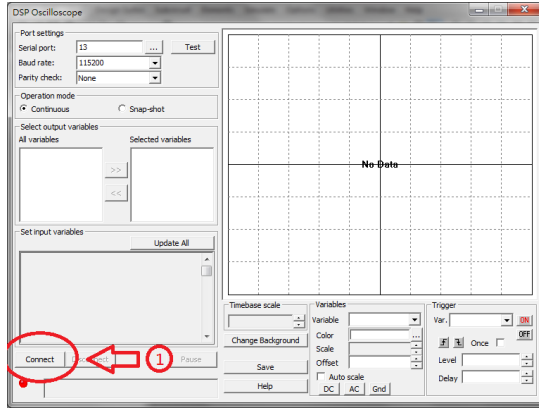 DSP Oscilloscope
Port settings
Serial port: 13 ... Test
Baud rate: 115200
Parity check: None
Operation mode
Continuous Snap-shot
Select output variables
All variables Selected variables
>>
<<
Set input variables
Update All
Connect 1 Pause
No Data
Timebase scale
Change Background
Save
Help
Variables
Variable
Color ...
Scale
Offset
Auto scale
DC AC Gnd
Trigger
Var. ON
OFF
Once
Level
Delay